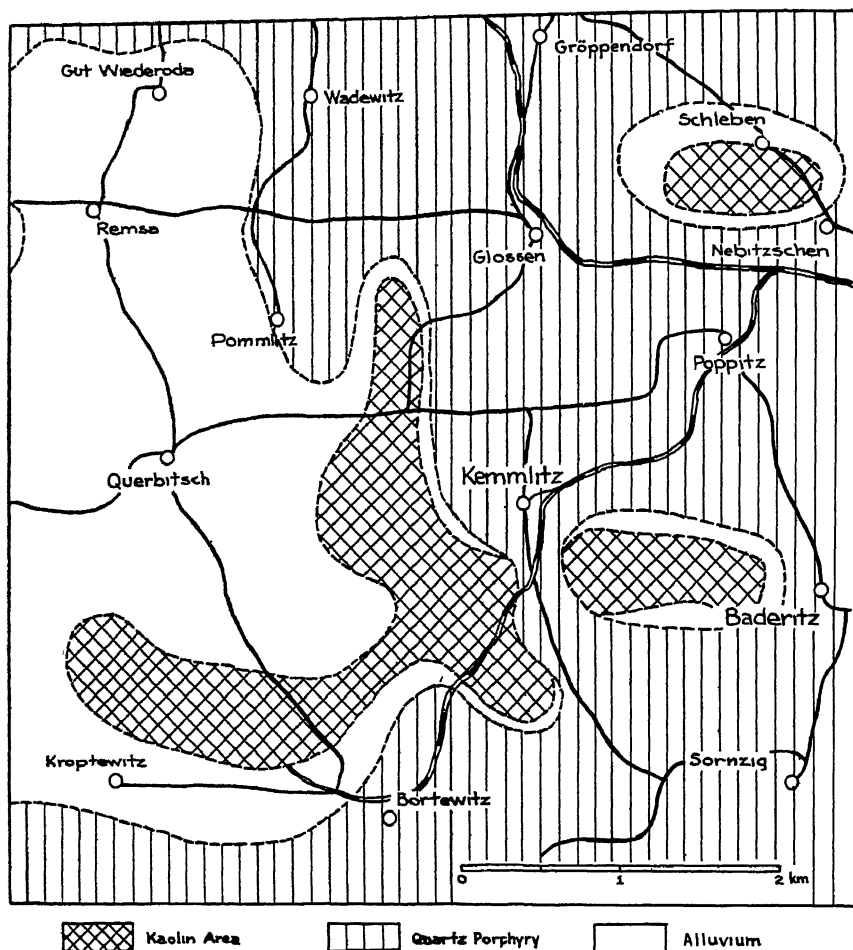 Gröppendorf
Gut Wiederoda
Wadewitz
Schleben
Remsa
Glossen
Nebitzschen
Pommlitz
Poppitz
Querbitsch
Kemmlitz
Baderitz
Kroptewitz
Sornzig
Bortewitz
0 1 2 km
Kaolin Area Quartz Porphyry Alluvium